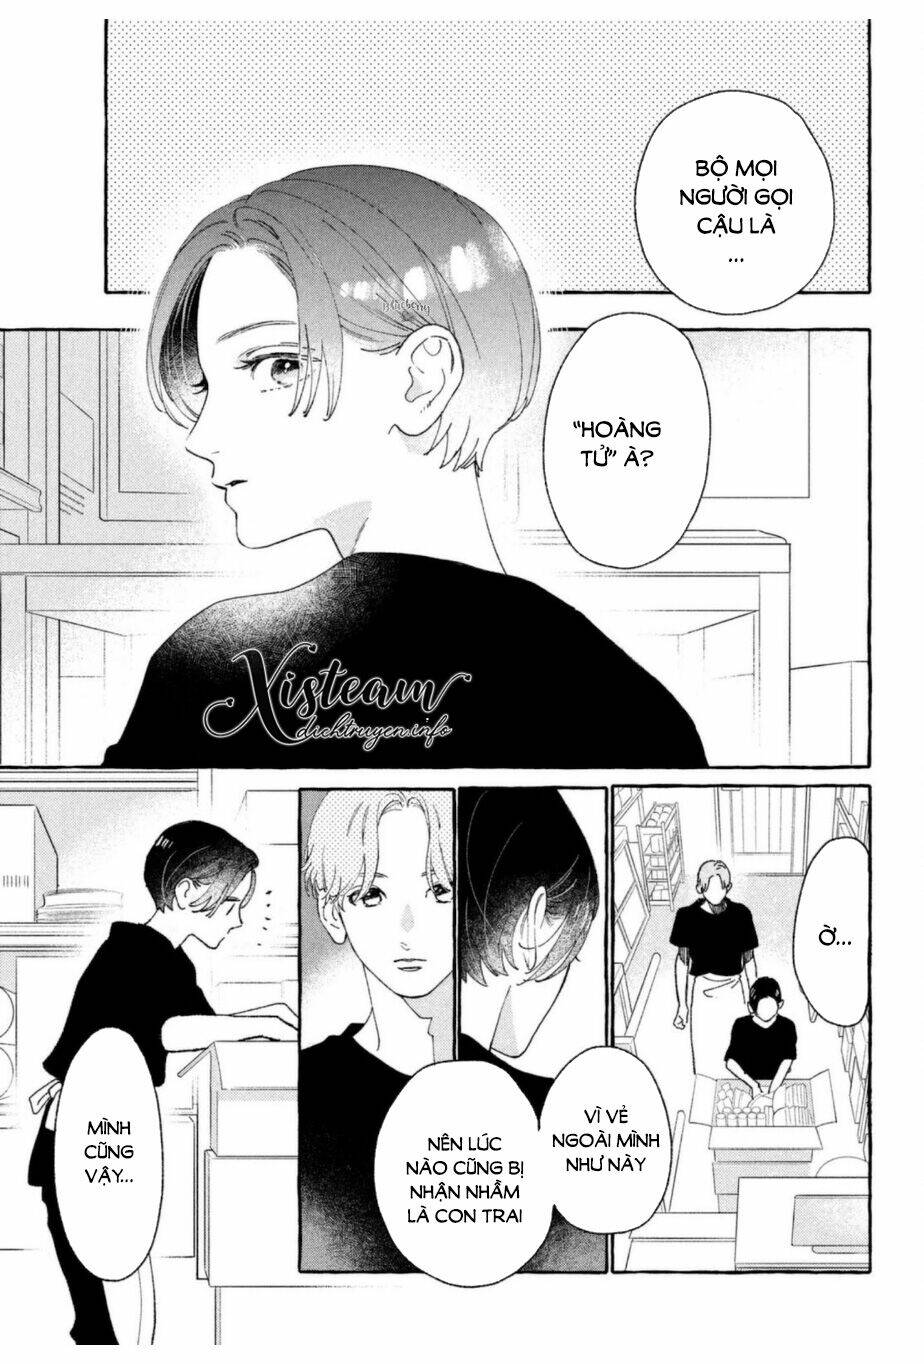 BỘ MỌI
NGƯỜI GỌI
CẬU LÀ
...
"HOÀNG
TỬ" À?
blueberry
Xisteam
dichtruyen.info
Ờ...
VÌ VẺ
NGOÀI MÌNH
NHƯ NÀY
NÊN LÚC
NÀO CŨNG BỊ
NHẬN NHẦM
LÀ CON TRAI
MÌNH
CŨNG
VẬY...